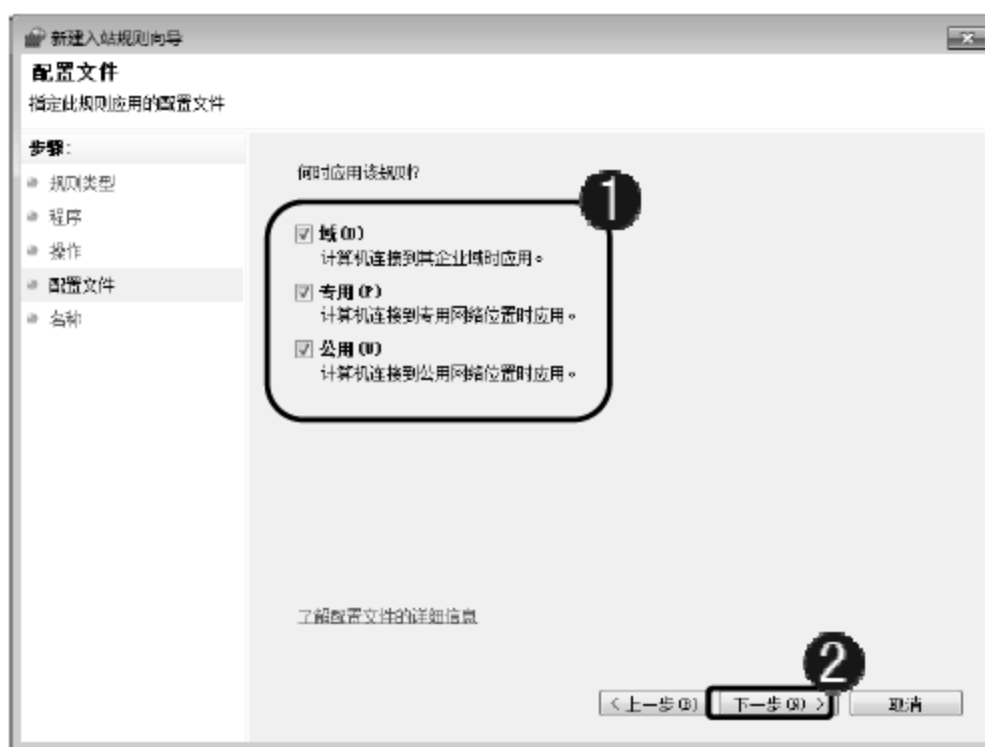 新建入站规则向导
配置文件
指定此规则应用的配置文件
步骤:
规则类型
程序
操作
配置文件
名称
何时应用该规则?
1
域(D)
计算机连接到其企业域时应用。
专用(P)
计算机连接到专用网络位置时应用。
公用(U)
计算机连接到公用网络位置时应用。
了解配置文件的详细信息
2
<上一步(B)
下一步(N) >
取消